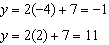 y = 2(-4) + 7 = -1
y = 2(2) + 7 = 11